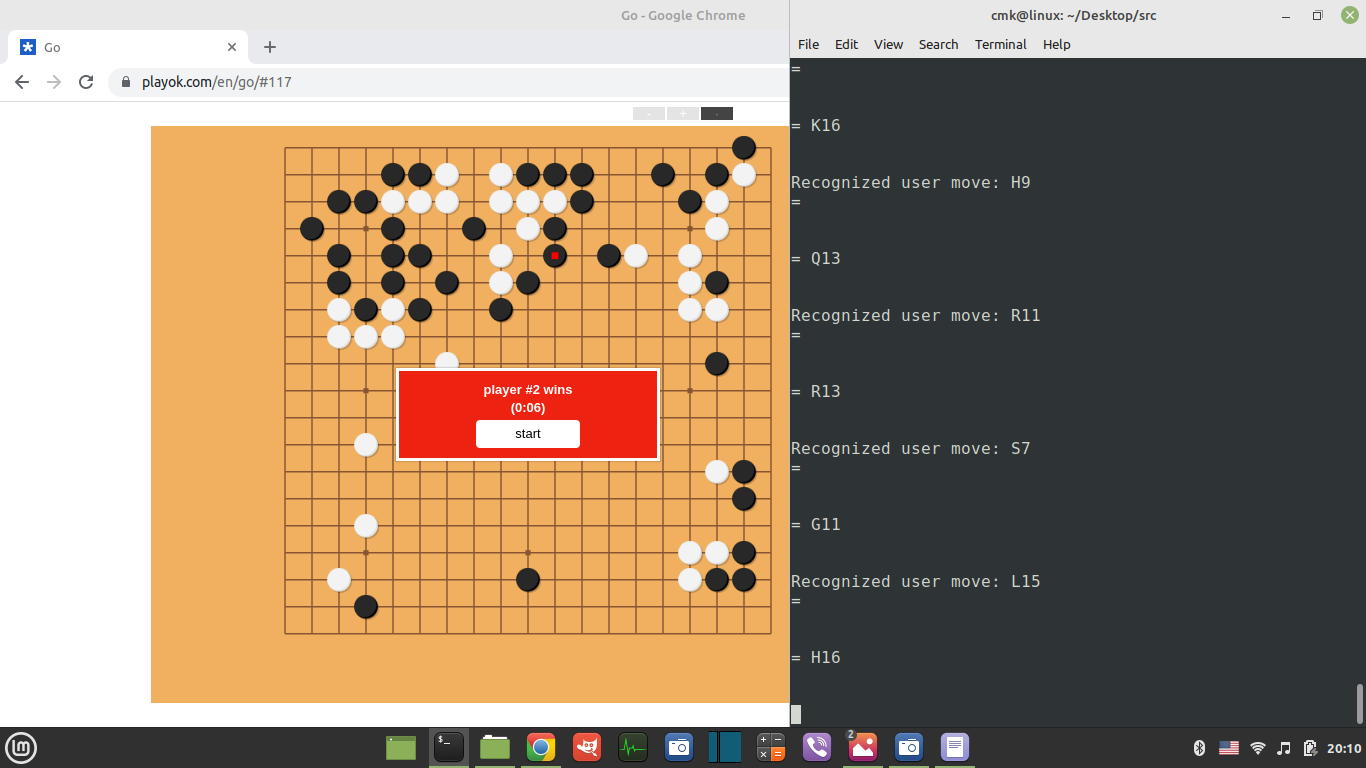 Go - Google Chrome
cmk@linux: ~/Desktop/src
Go
File Edit View Search Terminal Help
playok.com/en/go/#117
- + .
=
= K16
Recognized user move: H9
=
= Q13
Recognized user move: R11
=
= R13
Recognized user move: S7
=
= G11
Recognized user move: L15
=
= H16
player #2 wins
(0:06)
start
2
20:10